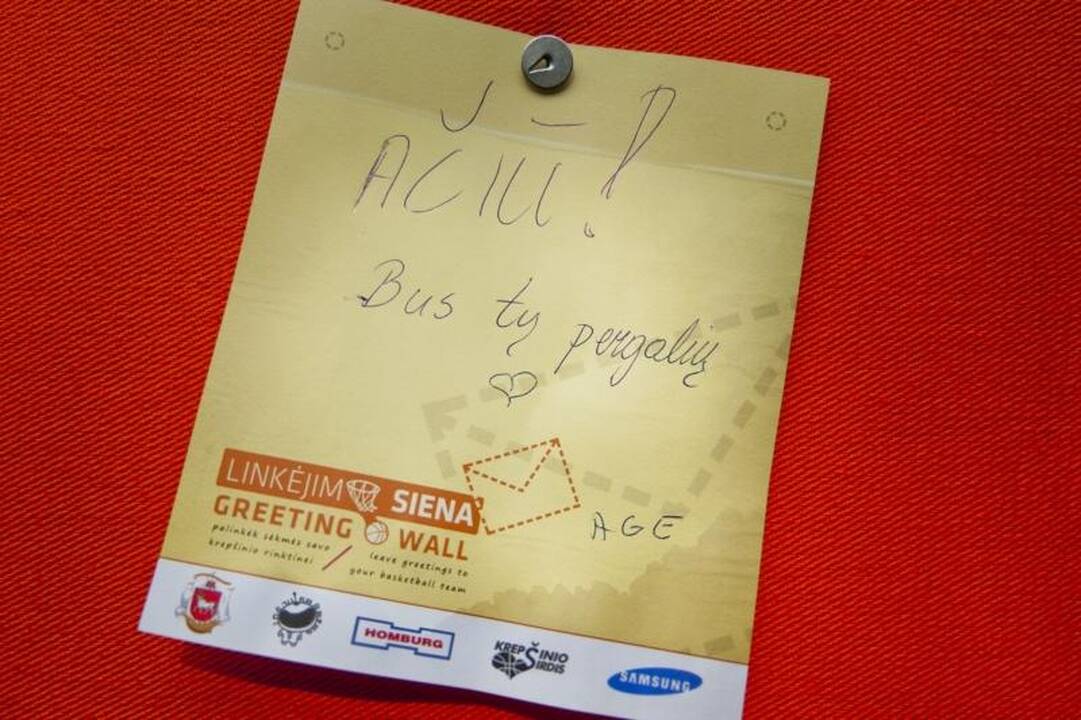 AČIŪ!
Bus tų pergalių
AGE
LINKĖJIM SIENA
GREETING WALL
palinkėk sėkmės savo
krepšinio rinktinei
leave greetings to
your basketball team
HOMBURG
KREPŠINIO
ŠIRDIS
SAMSUNG